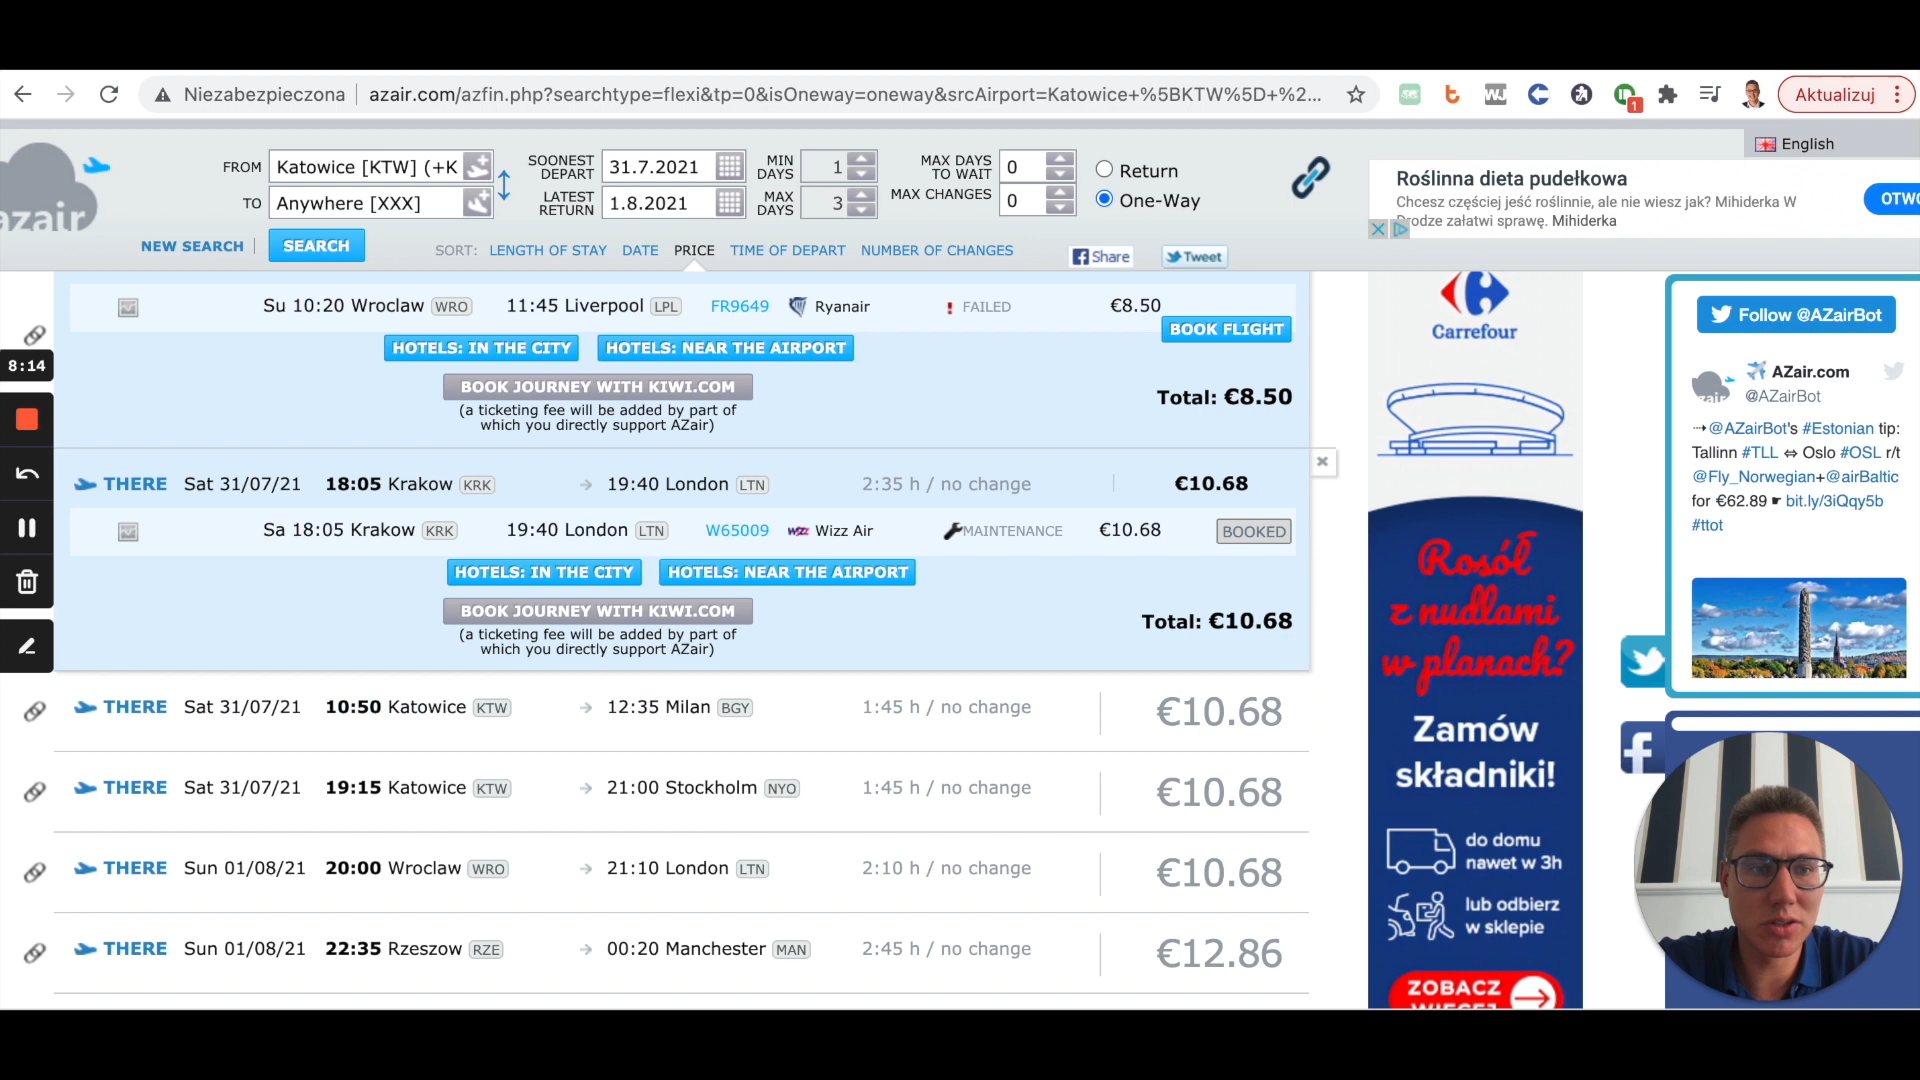 Niezabezpieczona azair.com/azfin.php?searchtype=flexi&tp=0&isOneway=oneway&srcAirport=Katowice+%5BKTW%5D+%2... 1 Aktualizuj
English
azair
FROM Katowice [KTW] (+K
TO Anywhere [XXX]
SOONEST DEPART 31.7.2021
LATEST RETURN 1.8.2021
MIN DAYS 1
MAX DAYS 3
MAX DAYS TO WAIT 0
MAX CHANGES 0
Return
One-Way
NEW SEARCH SEARCH
SORT: LENGTH OF STAY DATE PRICE TIME OF DEPART NUMBER OF CHANGES
Share Tweet
Roślinna dieta pudełkowa
Chcesz częściej jeść roślinnie, ale nie wiesz jak? Mihiderka W
Drodze załatwi sprawę. Mihiderka
OTWO
Su 10:20 Wroclaw WRO 11:45 Liverpool LPL FR9649 Ryanair FAILED €8.50
BOOK FLIGHT
HOTELS: IN THE CITY HOTELS: NEAR THE AIRPORT
BOOK JOURNEY WITH KIWI.COM
(a ticketing fee will be added by part of
which you directly support AZair)
Total: €8.50
8:14
THERE Sat 31/07/21 18:05 Krakow KRK 19:40 London LTN 2:35 h / no change €10.68
Sa 18:05 Krakow KRK 19:40 London LTN W65009 WIZZ Wizz Air MAINTENANCE €10.68 BOOKED
HOTELS: IN THE CITY HOTELS: NEAR THE AIRPORT
BOOK JOURNEY WITH KIWI.COM
(a ticketing fee will be added by part of
which you directly support AZair)
Total: €10.68
THERE Sat 31/07/21 10:50 Katowice KTW 12:35 Milan BGY 1:45 h / no change €10.68
THERE Sat 31/07/21 19:15 Katowice KTW 21:00 Stockholm NYO 1:45 h / no change €10.68
THERE Sun 01/08/21 20:00 Wroclaw WRO 21:10 London LTN 2:10 h / no change €10.68
THERE Sun 01/08/21 22:35 Rzeszow RZE 00:20 Manchester MAN 2:45 h / no change €12.86
Carrefour
Rosół
z nudlami
w planach?
Zamów
składniki!
do domu
nawet w 3h
lub odbierz
w sklepie
ZOBACZ
WIĘCEJ
Follow @AZairBot
AZair.com
@AZairBot
⇢ @AZairBot's #Estonian tip:
Tallinn #TLL ⇔ Oslo #OSL r/t
@Fly_Norwegian+@airBaltic
for €62.89 ☛ bit.ly/3iQqy5b
#ttot